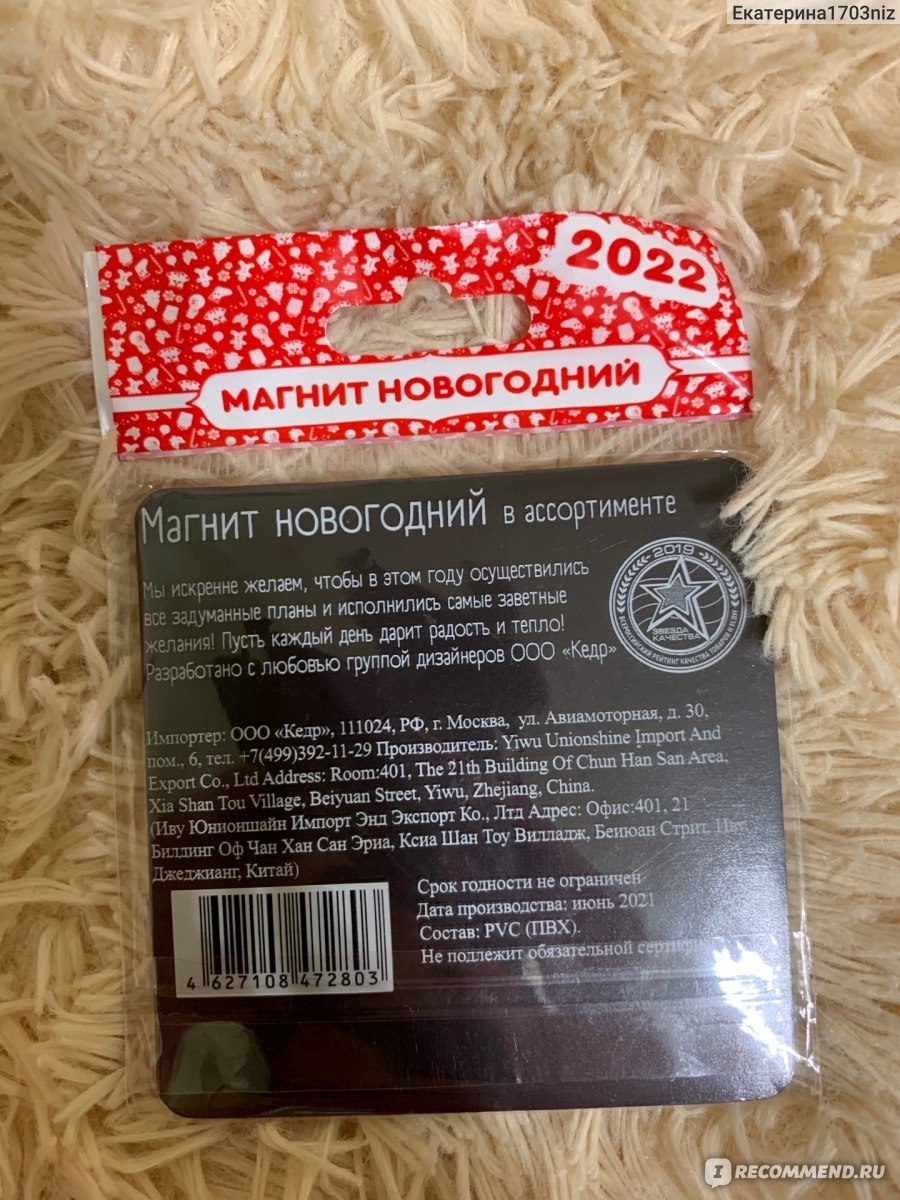 Екатерина1703niz
2022
МАГНИТ НОВОГОДНИЙ
Магнит новогодний в ассортименте
Мы искренне желаем, чтобы в этом году осуществились
все задуманные планы и исполнились самые заветные
желания! Пусть каждый день дарит радость и тепло!
Разработано с любовью группой дизайнеров ООО «Кедр»
2019
ЗВЕЗДА
КАЧЕСТВА
ВСЕРОССИЙСКИЙ РЕЙТИНГ КАЧЕСТВА ТОВАРОВ И УСЛУГ
Импортер: ООО «Кедр», 111024, РФ, г. Москва, ул. Авиамоторная, д. 30,
пом., 6, тел. +7(499)392-11-29 Производитель: Yiwu Unionshine Import And
Export Co., Ltd Address: Room:401, The 21th Building Of Chun Han San Area,
Xia Shan Tou Village, Beiyuan Street, Yiwu, Zhejiang, China.
(Иву Юнионшайн Импорт Энд Экспорт Ко., Лтд Адрес: Офис:401, 21
Билдинг Оф Чан Хан Сан Эриа, Ксиа Шан Тоу Вилладж, Беиюан Стрит, Иву
Джеджианг, Китай)
Срок годности не ограничен
Дата производства: июнь 2021
Состав: PVC (ПВХ).
Не подлежит обязательной
4 627108 472803
IRECOMMEND.RU